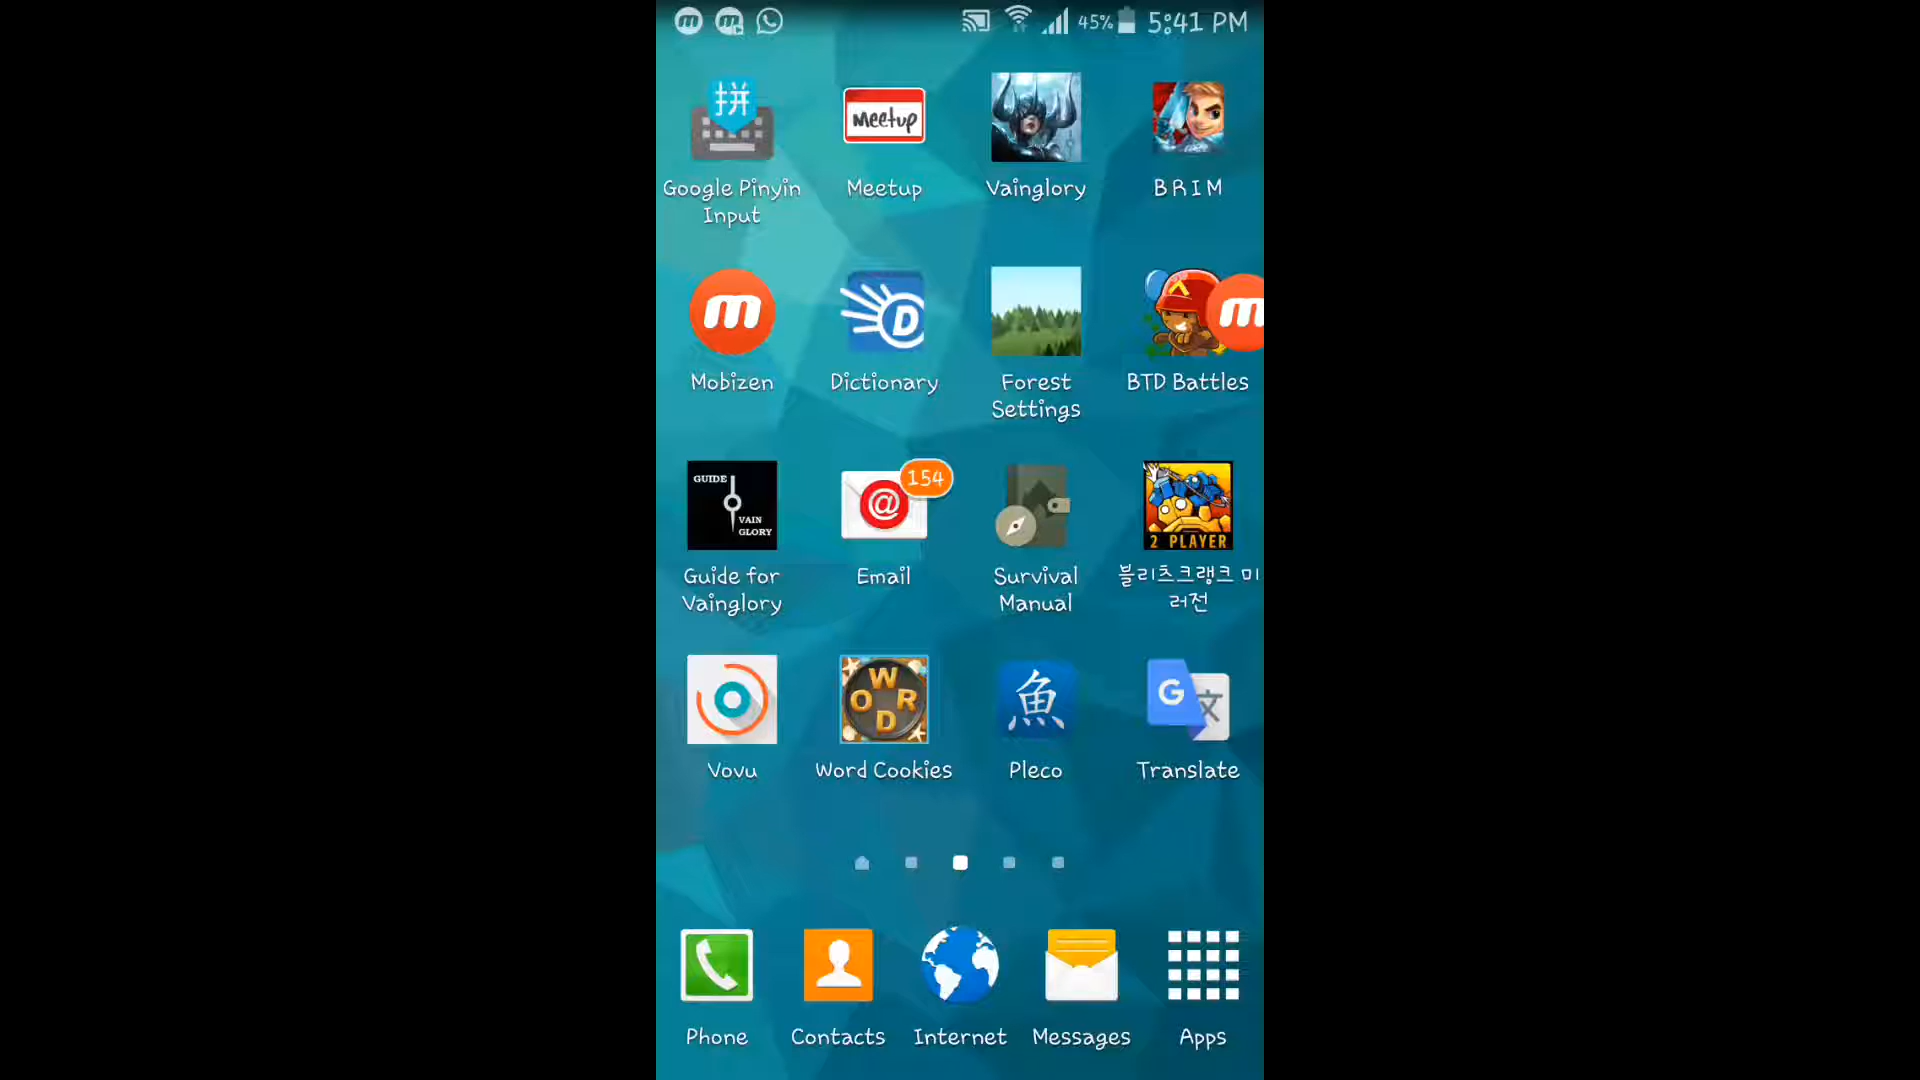 45% 5:41 PM
拼
Meetup
Google Pinyin
Input
Meetup
Vainglory
BRIM
m
D
m
Mobizen
Dictionary
Forest
Settings
BTD Battles
GUIDE
VAIN
GLORY
@
154
2 PLAYER
Guide for
Vainglory
Email
Survival
Manual
블리츠크랭크 미
러전
W
O R
D
魚
G 文
Vovu
Word Cookies
Pleco
Translate
Phone
Contacts
Internet
Messages
Apps